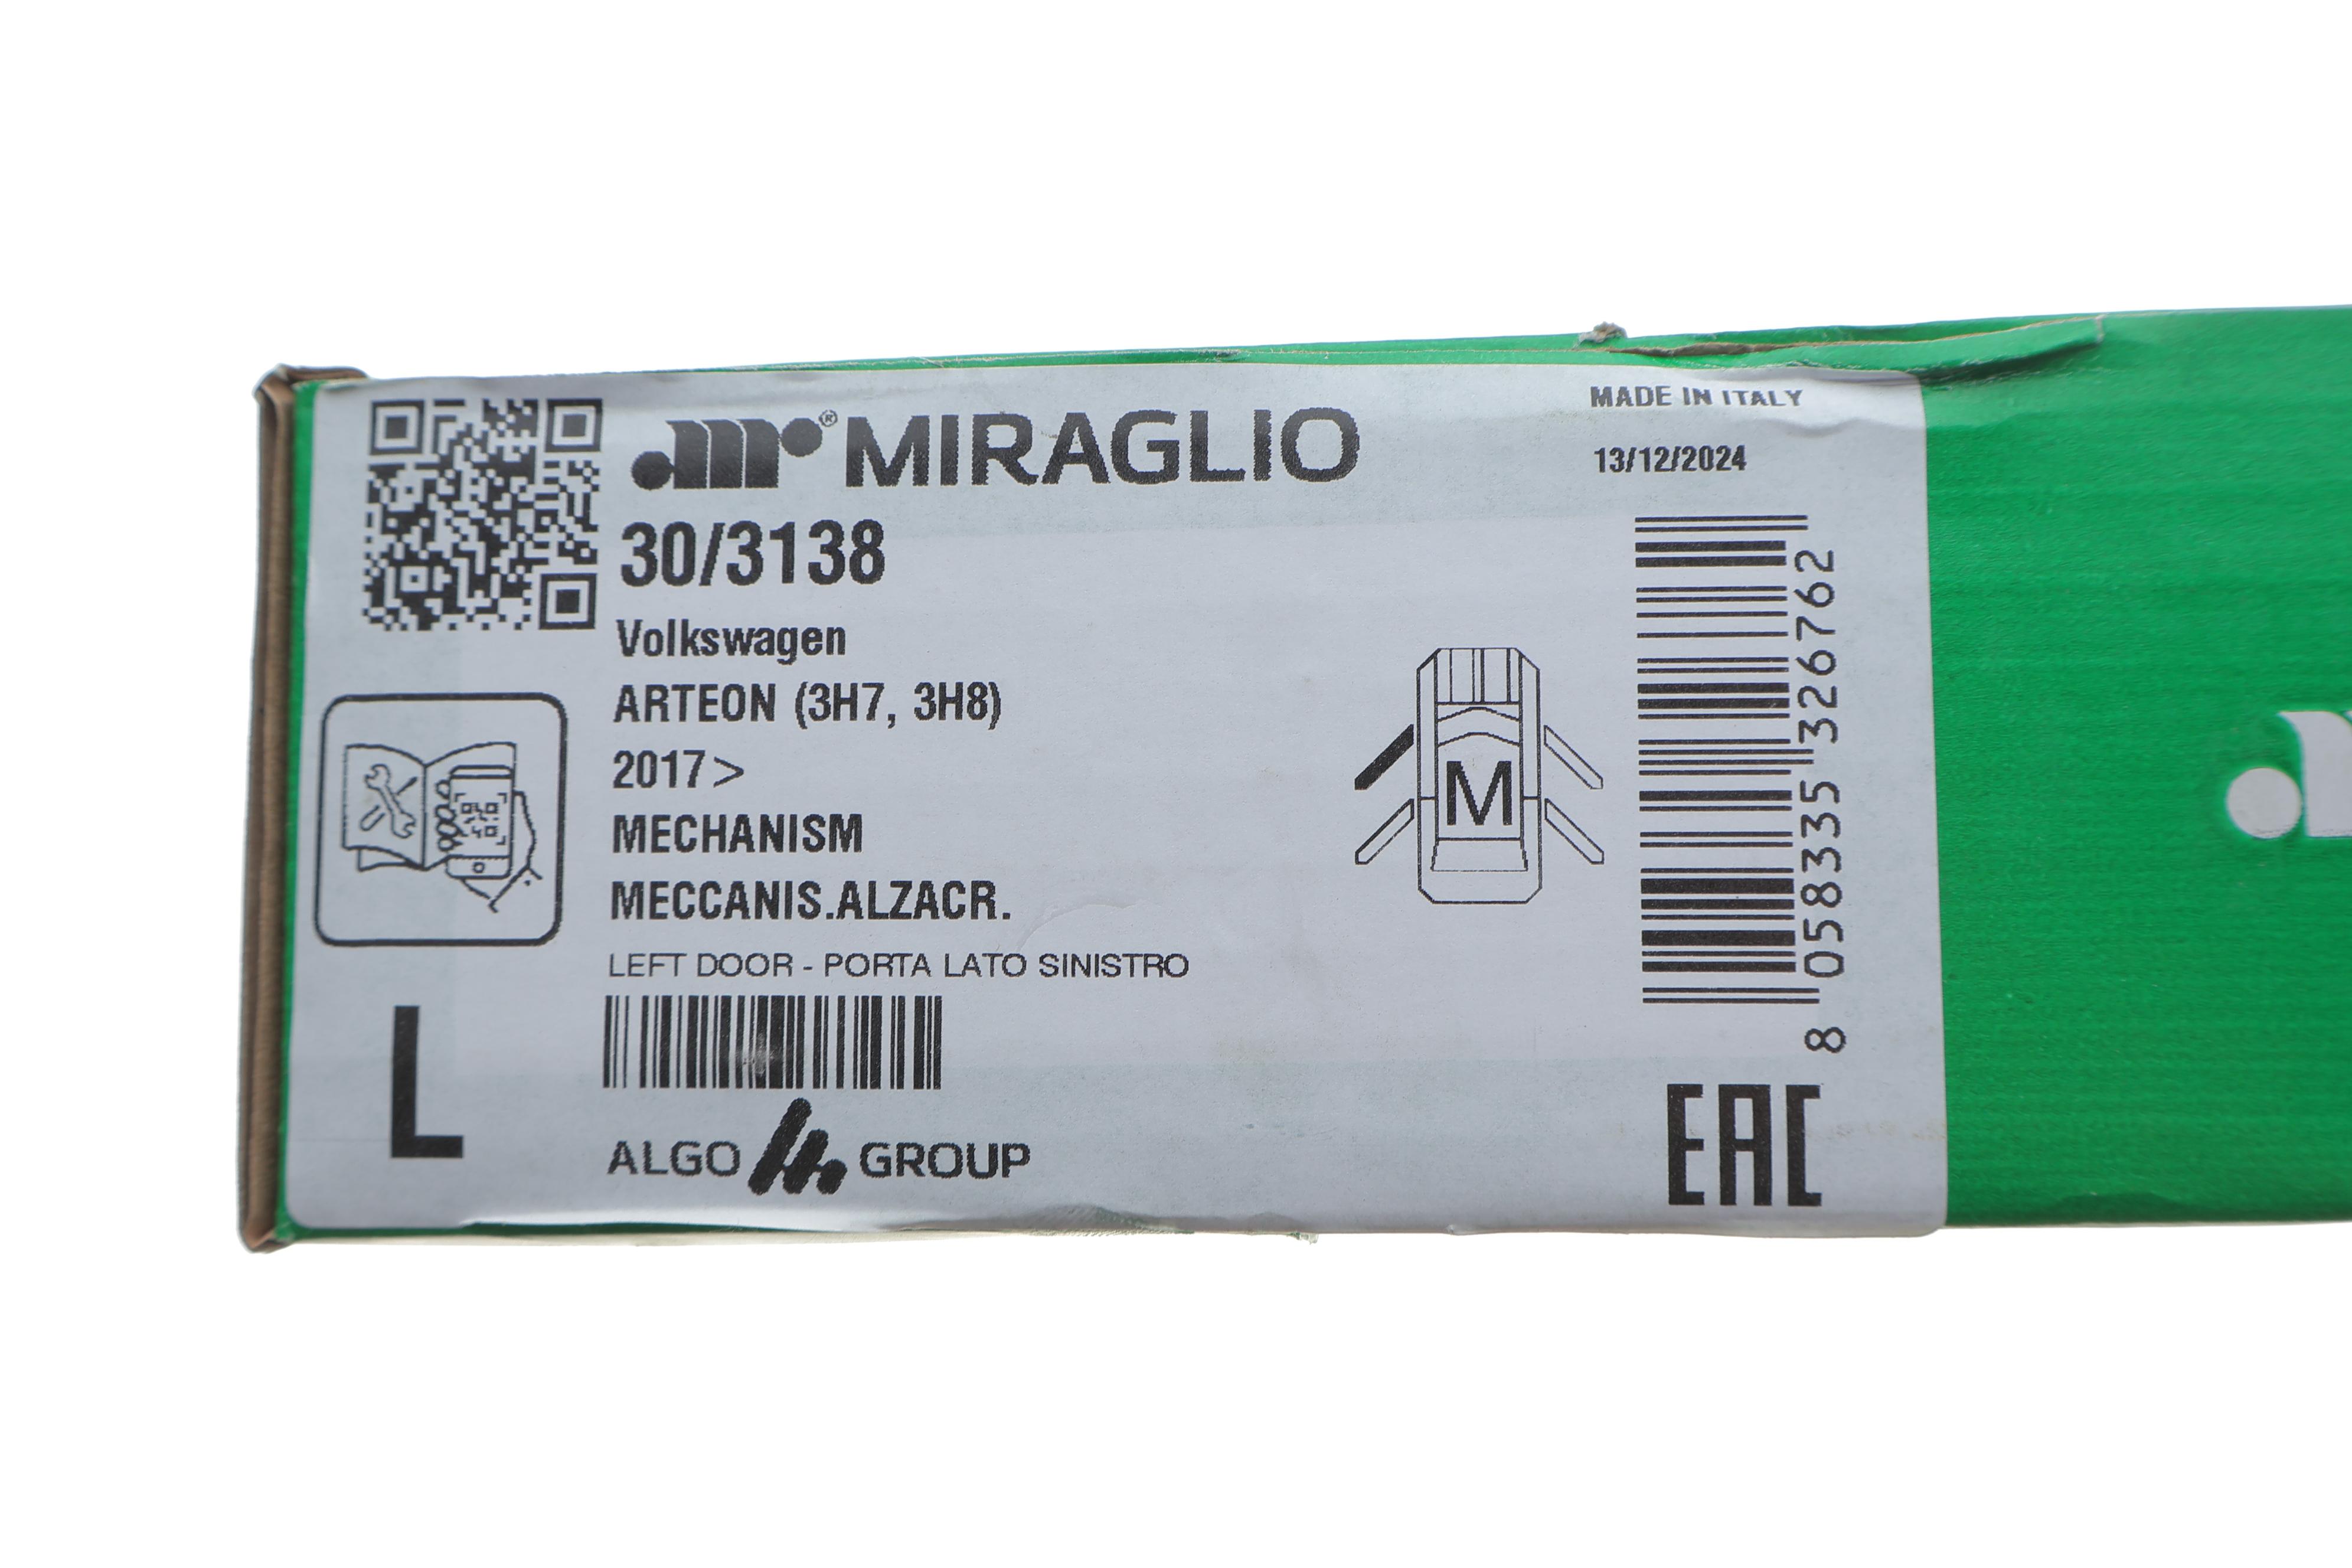 ® MIRAGLIO
MADE IN ITALY
13/12/2024
30/3138
Volkswagen
ARTEON (3H7, 3H8)
2017>
MECHANISM
MECCANIS.ALZACR.
LEFT DOOR - PORTA LATO SINISTRO
M
L
ALGO GROUP
8 058335 326762
EAC